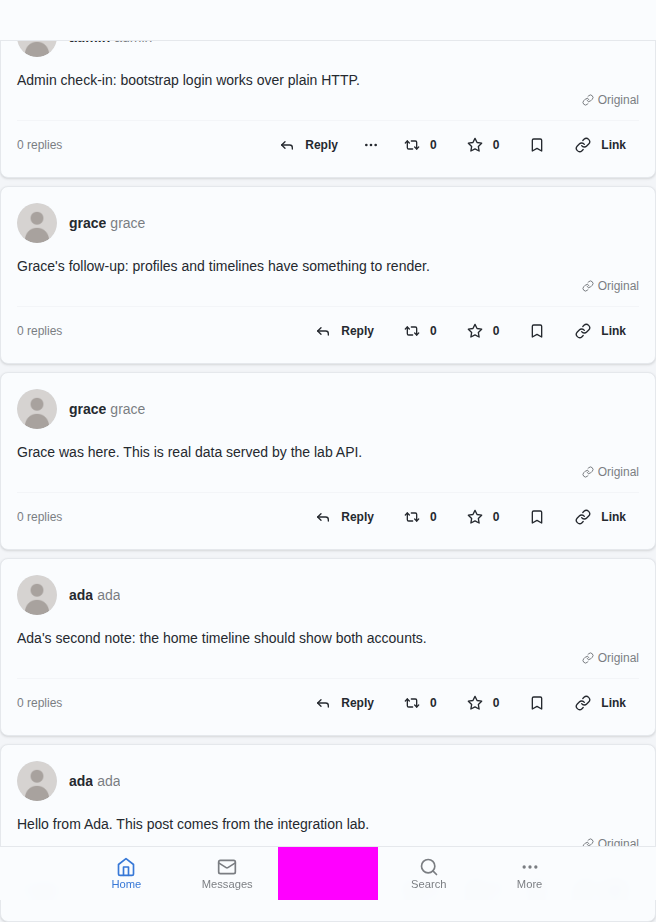 Admin check-in: bootstrap login works over plain HTTP.
Original
0 replies
Reply
0
0
Link
grace grace
Grace's follow-up: profiles and timelines have something to render.
Original
0 replies
Reply
0
0
Link
grace grace
Grace was here. This is real data served by the lab API.
Original
0 replies
Reply
0
0
Link
ada ada
Ada's second note: the home timeline should show both accounts.
Original
0 replies
Reply
0
0
Link
ada ada
Hello from Ada. This post comes from the integration lab.
Original
Home
Messages
Search
More